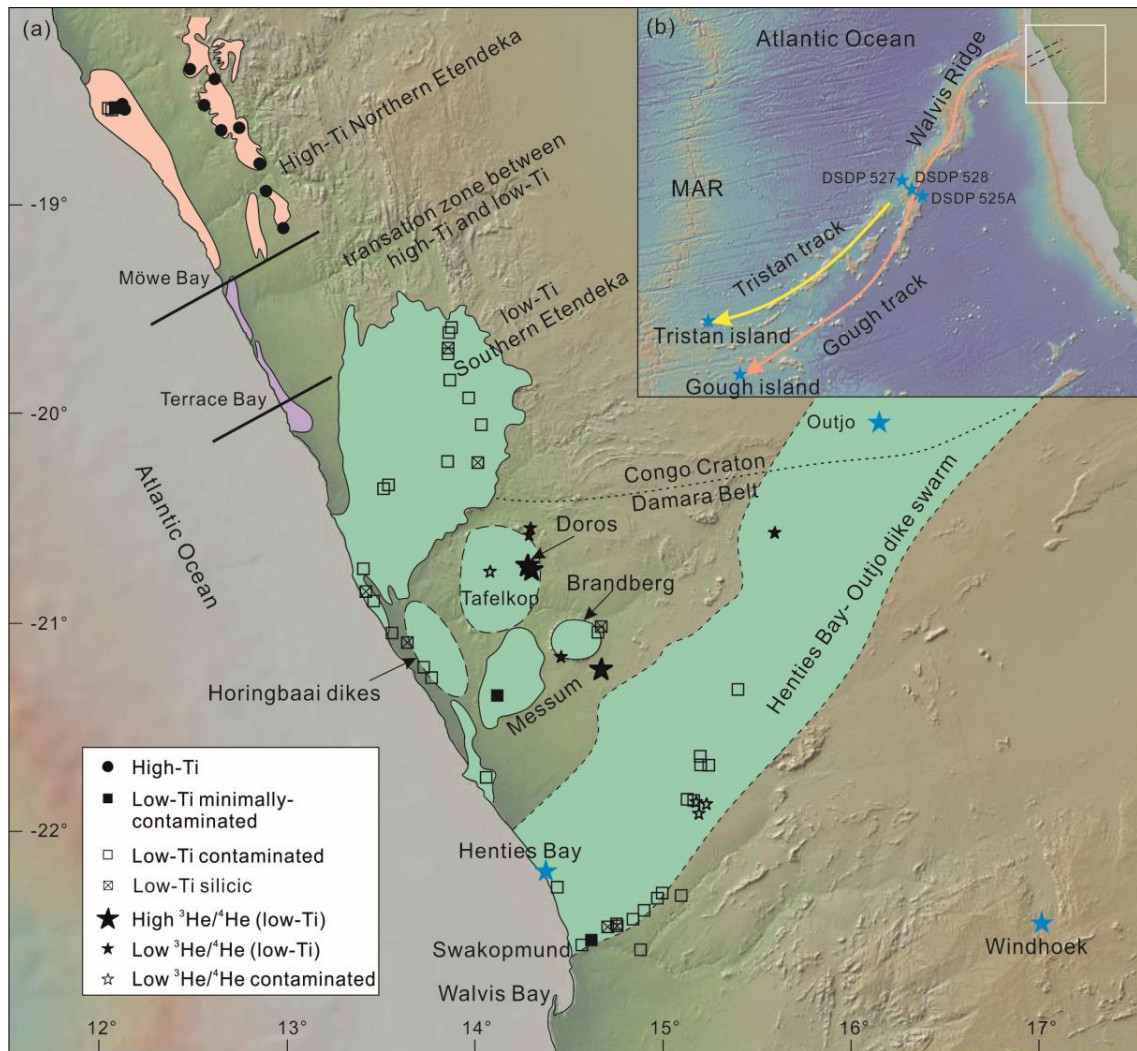 (a)
High-Ti Northern Etendeka
transation zone between
high-Ti and low-Ti
Möwe Bay
low-Ti
Southern Etendeka
Terrace Bay
Atlantic Ocean
Congo Craton
Damara Belt
Outjo
Doros
Tafelkop
Brandberg
Horingbaai dikes
Messum
Henties Bay- Outjo dike swarm
Henties Bay
Swakopmund
Walvis Bay
Windhoek
-19°
-20°
-21°
-22°
12°
13°
14°
15°
16°
17°
High-Ti
Low-Ti minimally-
contaminated
Low-Ti contaminated
Low-Ti silicic
High ³He/⁴He (low-Ti)
Low ³He/⁴He (low-Ti)
Low ³He/⁴He contaminated
(b)
Atlantic Ocean
Walvis Ridge
MAR
DSDP 527
DSDP 528
DSDP 525A
Tristan track
Gough track
Tristan island
Gough island